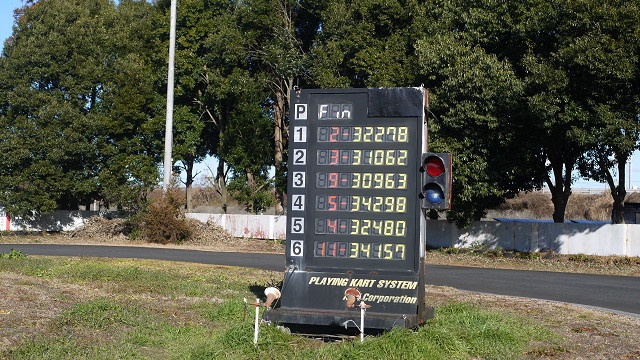 P Fin
1 2 32278
2 3 31062
3 9 30963
4 5 34298
5 4 32480
6 1 34157
PLAYING KART SYSTEM
Corporation